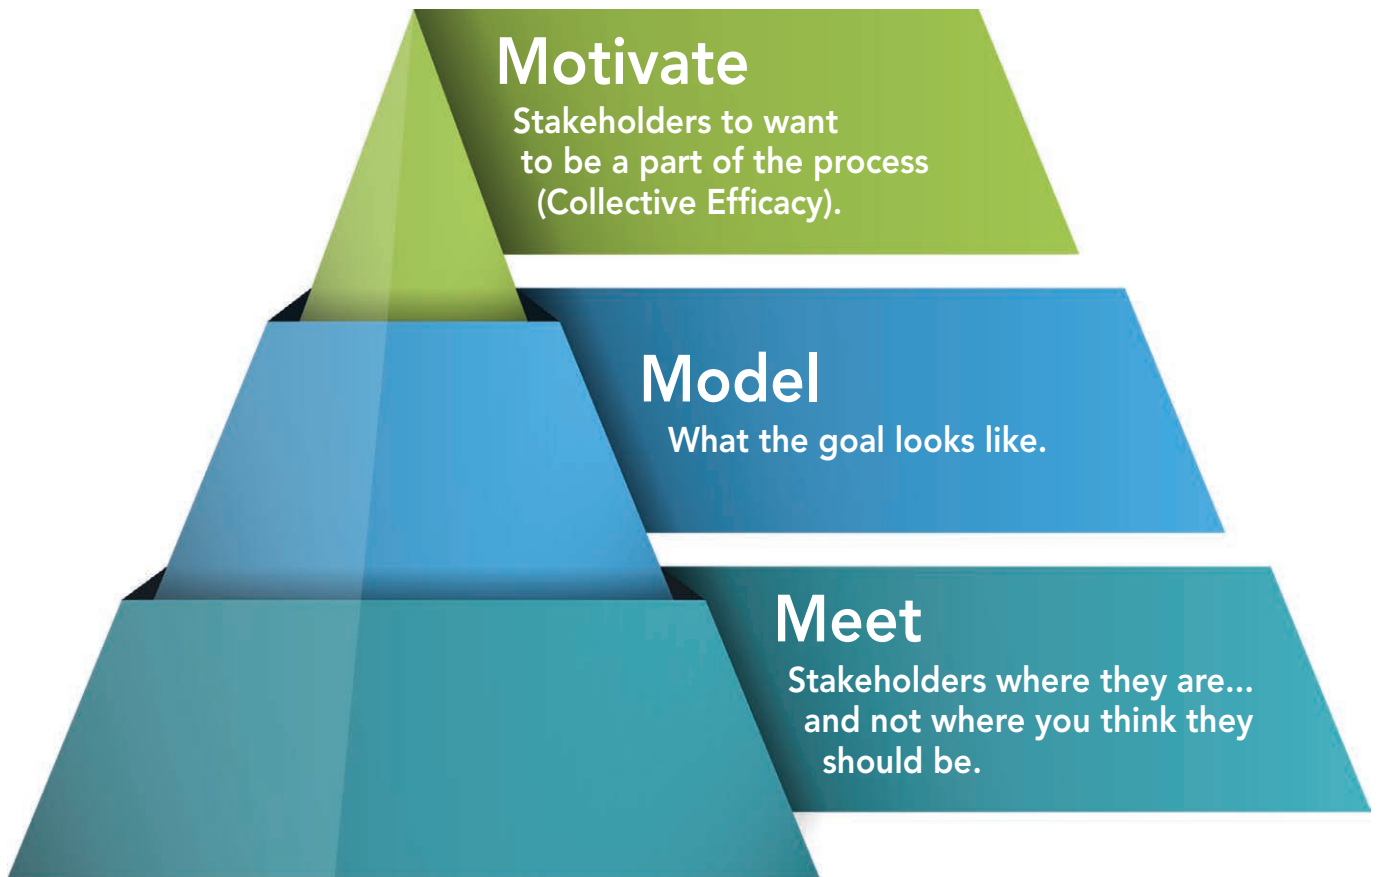 Motivate
Stakeholders to want
to be a part of the process
(Collective Efficacy).
Model
What the goal looks like.
Meet
Stakeholders where they are...
and not where you think they
should be.